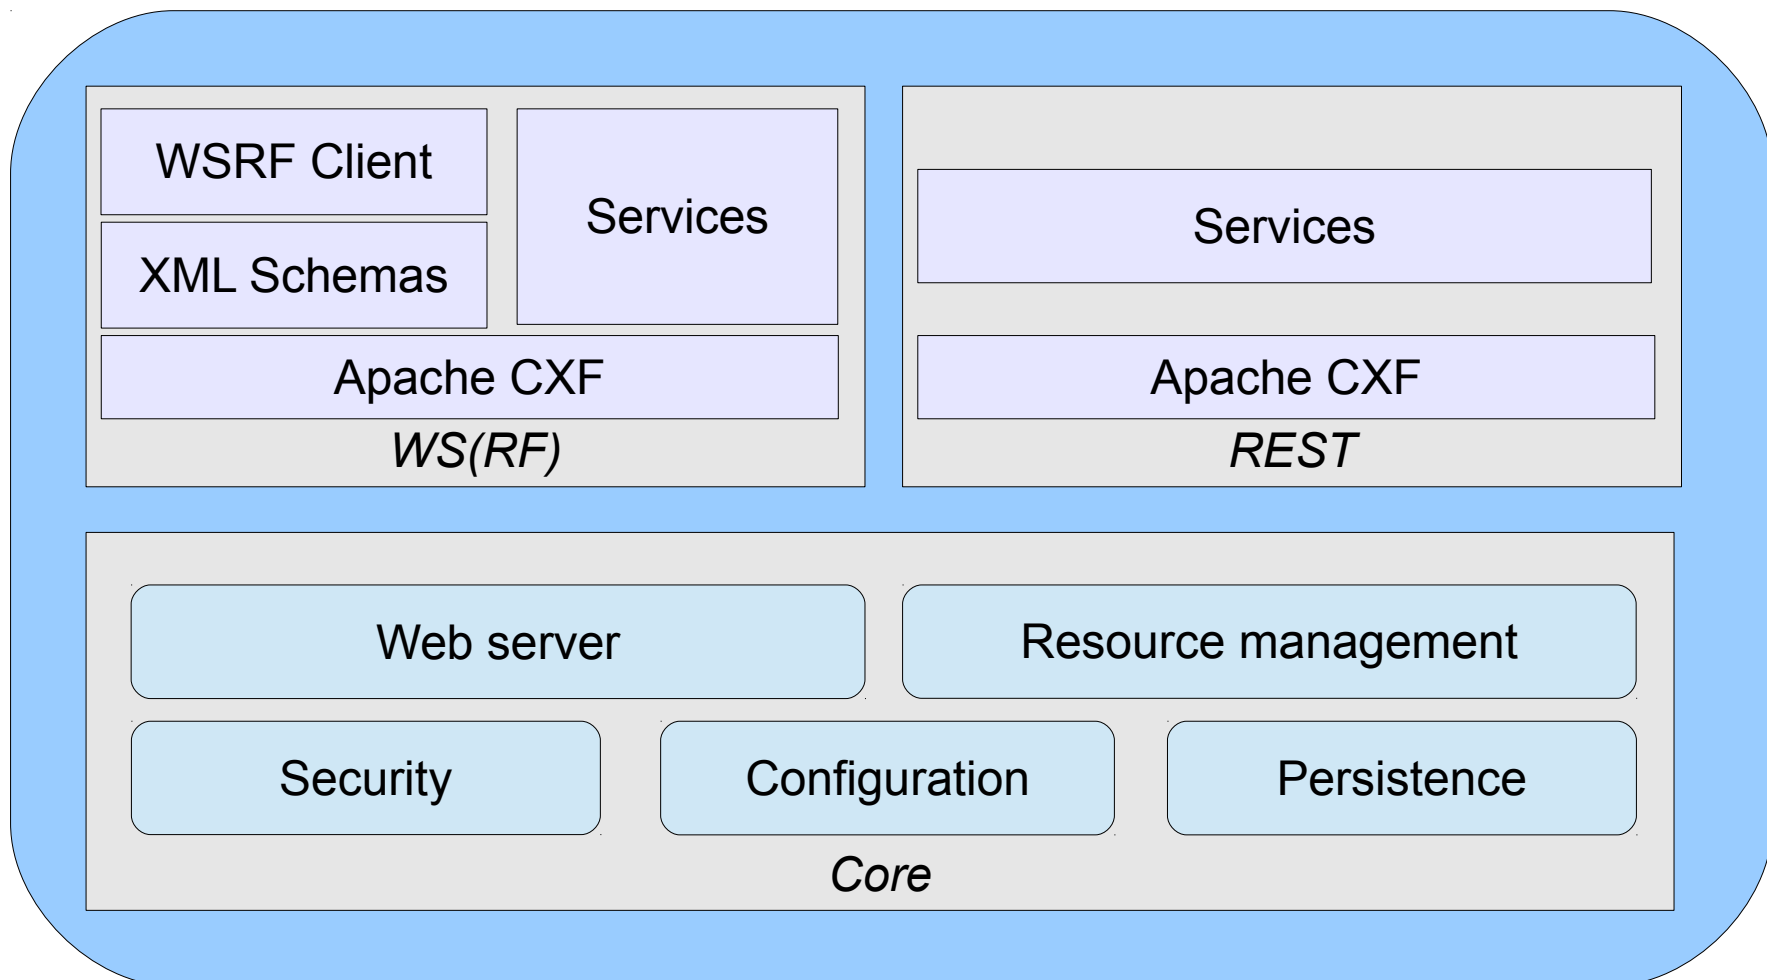 WSRF Client
XML Schemas
Services
Apache CXF
WS(RF)
Services
Apache CXF
REST
Web server
Resource management
Security
Configuration
Persistence
Core